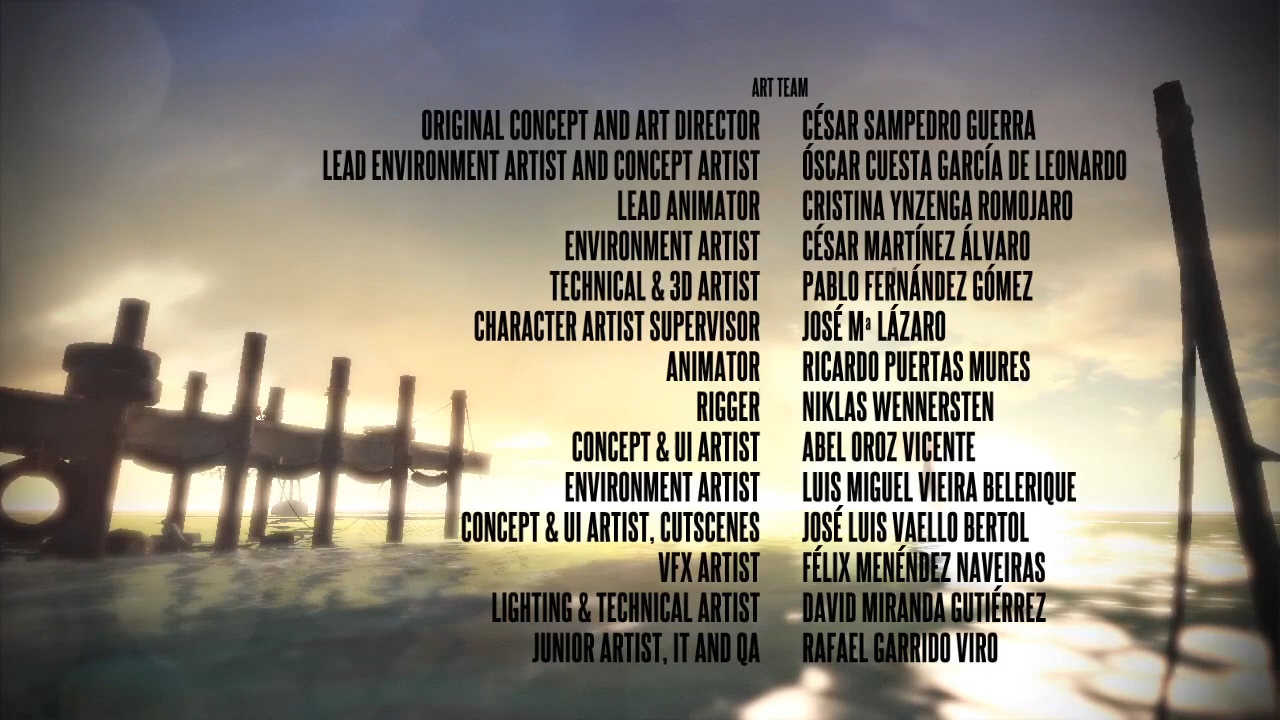 ART TEAM
ORIGINAL CONCEPT AND ART DIRECTOR CÉSAR SAMPEDRO GUERRA
LEAD ENVIRONMENT ARTIST AND CONCEPT ARTIST ÓSCAR CUESTA GARCÍA DE LEONARDO
LEAD ANIMATOR CRISTINA YNZENGA ROMOJARO
ENVIRONMENT ARTIST CÉSAR MARTÍNEZ ÁLVARO
TECHNICAL & 3D ARTIST PABLO FERNÁNDEZ GÓMEZ
CHARACTER ARTIST SUPERVISOR JOSÉ Mª LÁZARO
ANIMATOR RICARDO PUERTAS MURES
RIGGER NIKLAS WENNERSTEN
CONCEPT & UI ARTIST ABEL OROZ VICENTE
ENVIRONMENT ARTIST LUIS MIGUEL VIEIRA BELERIQUE
CONCEPT & UI ARTIST, CUTSCENES JOSÉ LUIS VAELLO BERTOL
VFX ARTIST FÉLIX MENÉNDEZ NAVEIRAS
LIGHTING & TECHNICAL ARTIST DAVID MIRANDA GUTIÉRREZ
JUNIOR ARTIST, IT AND QA RAFAEL GARRIDO VIRO